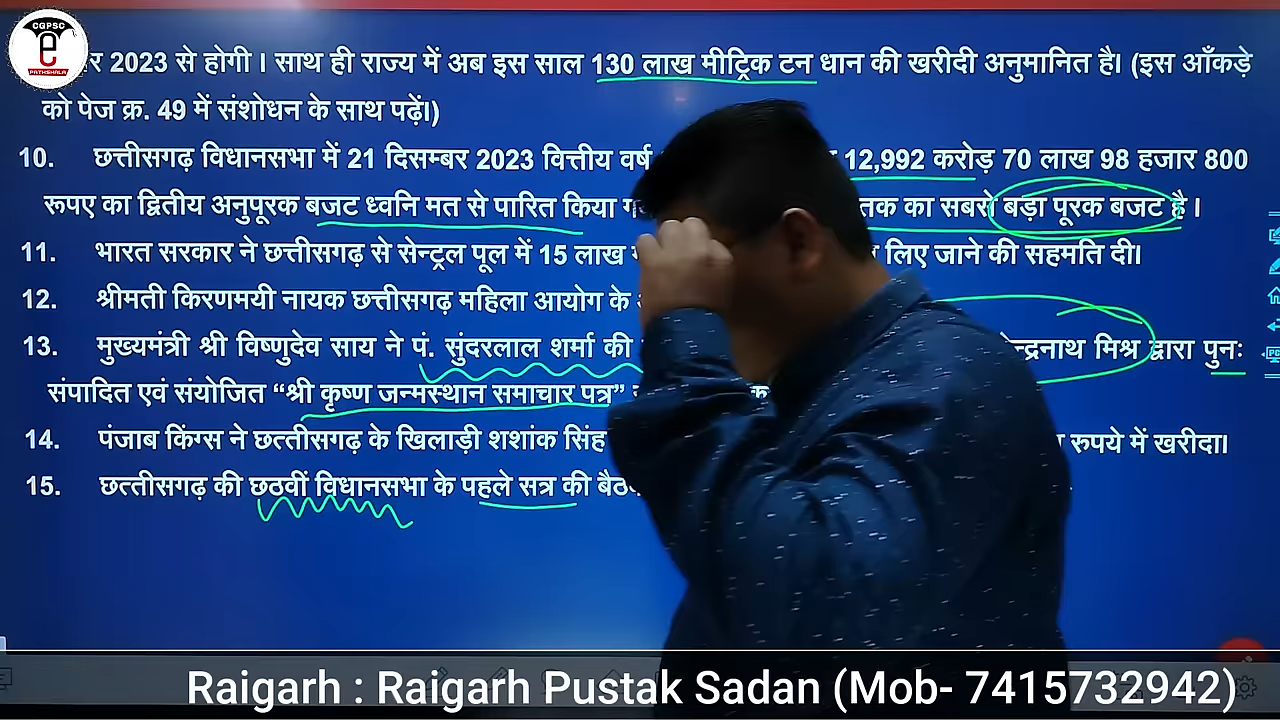 CGPSC
e
PATHSHALA
2023 से होगी । साथ ही राज्य में अब इस साल 130 लाख मीट्रिक टन धान की खरीदी अनुमानित है। (इस आँकड़े
को पेज क्र. 49 में संशोधन के साथ पढ़ें।)
10. छत्तीसगढ़ विधानसभा में 21 दिसम्बर 2023 वित्तीय वर्ष 12,992 करोड़ 70 लाख 98 हजार 800
रूपए का द्वितीय अनुपूरक बजट ध्वनि मत से पारित किया तक का सबसे बड़ा पूरक बजट है ।
11. भारत सरकार ने छत्तीसगढ़ से सेन्ट्रल पूल में 15 लाख लिए जाने की सहमति दी।
12. श्रीमती किरणमयी नायक छत्तीसगढ़ महिला आयोग के
13. मुख्यमंत्री श्री विष्णुदेव साय ने पं. सुंदरलाल शर्मा की मिश्र द्वारा पुनः
संपादित एवं संयोजित “श्री कृष्ण जन्मस्थान समाचार पत्र”
14. पंजाब किंग्स ने छत्तीसगढ़ के खिलाड़ी शशांक सिंह रुपये में खरीदा।
15. छत्तीसगढ़ की छठवीं विधानसभा के पहले सत्र की
Raigarh : Raigarh Pustak Sadan (Mob- 7415732942)